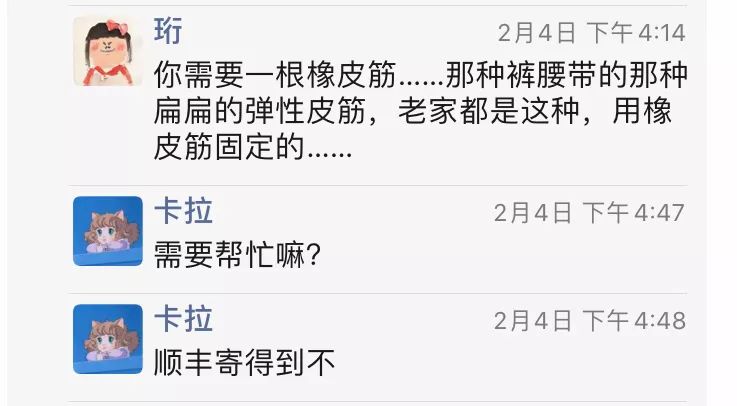 珩
2月4日 下午4:14
你需要一根橡皮筋……那种裤腰带的那种
扁扁的弹性皮筋，老家都是这种，用橡
皮筋固定的……
卡拉
2月4日 下午4:47
需要帮忙嘛？
卡拉
2月4日 下午4:48
顺丰寄得到不